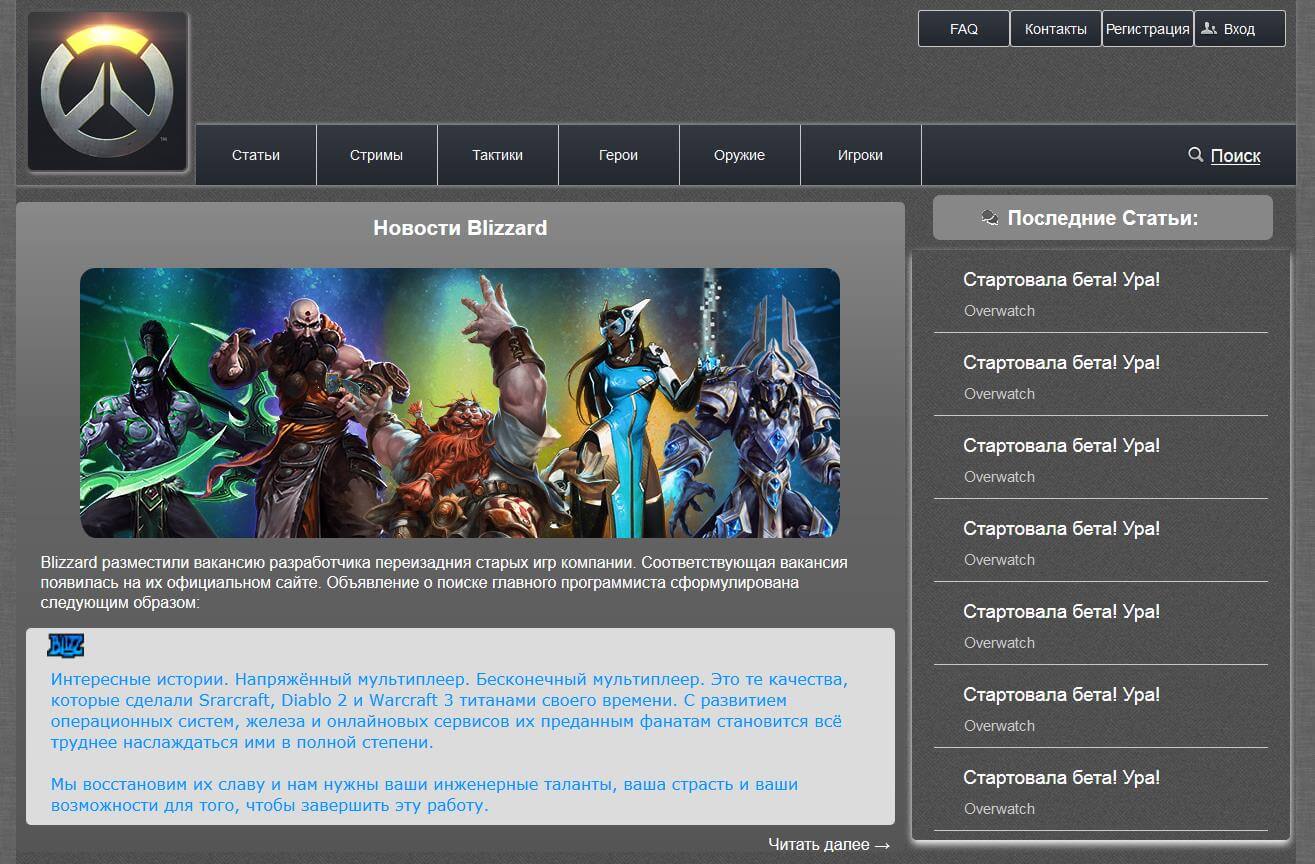 FAQ
Контакты
Регистрация
Вход
™
Статьи
Стримы
Тактики
Герои
Оружие
Игроки
Поиск
Новости Blizzard
Blizzard разместили вакансию разработчика переизадния старых игр компании. Соответствующая вакансия
появилась на их официальном сайте. Объявление о поиске главного программиста сформулирована
следующим образом:
BLIZZ
Интересные истории. Напряжённый мультиплеер. Бесконечный мультиплеер. Это те качества,
которые сделали Srarcraft, Diablo 2 и Warcraft 3 титанами своего времени. С развитием
операционных систем, железа и онлайновых сервисов их преданным фанатам становится всё
труднее наслаждаться ими в полной степени.
Мы восстановим их славу и нам нужны ваши инженерные таланты, ваша страсть и ваши
возможности для того, чтобы завершить эту работу.
Читать далее →
Последние Статьи:
Стартовала бета! Ура!
Overwatch
Стартовала бета! Ура!
Overwatch
Стартовала бета! Ура!
Overwatch
Стартовала бета! Ура!
Overwatch
Стартовала бета! Ура!
Overwatch
Стартовала бета! Ура!
Overwatch
Стартовала бета! Ура!
Overwatch